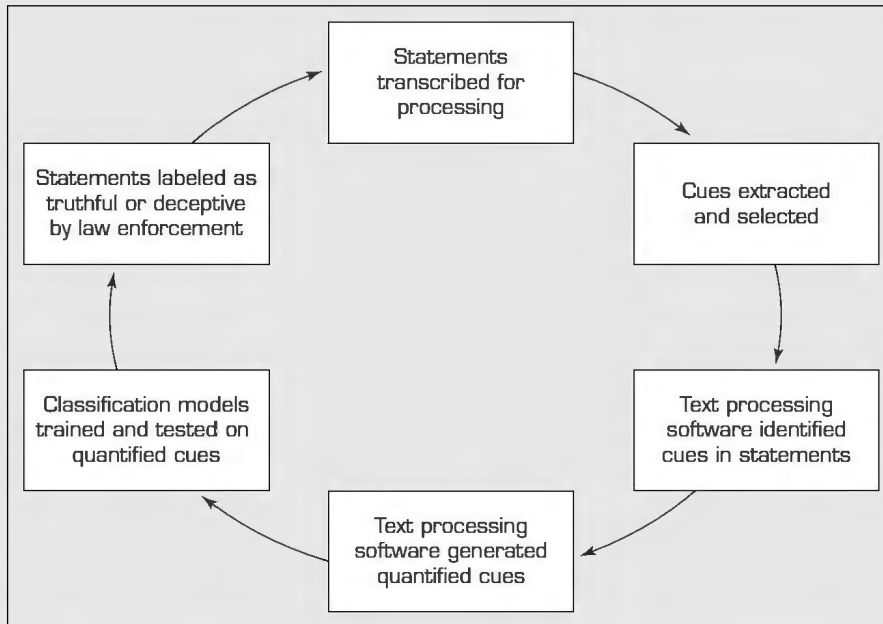 Statements
transcribed for
processing
Cues extracted
and selected
Text processing
software identified
cues in statements
Text processing
software generated
quantified cues
Classification models
trained and tested on
quantified cues
Statements labeled as
truthful or deceptive
by law enforcement